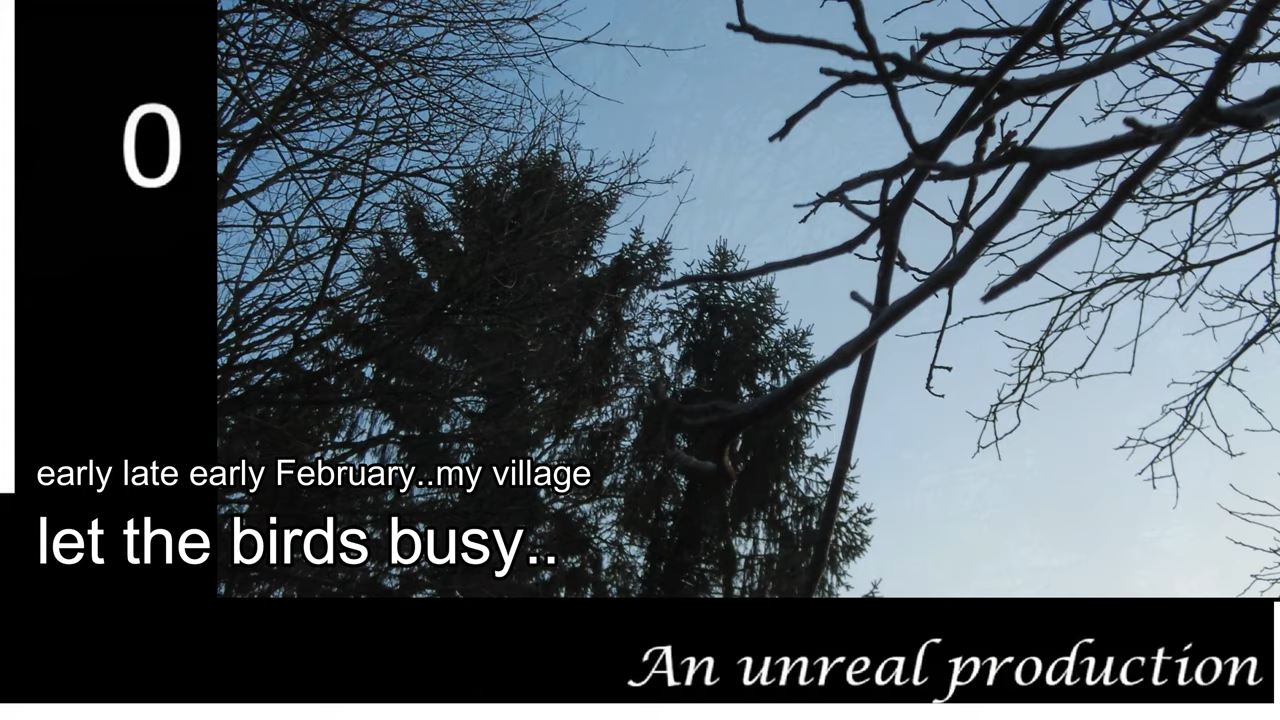 0
early late early February..my village
let the birds busy..
An unreal production